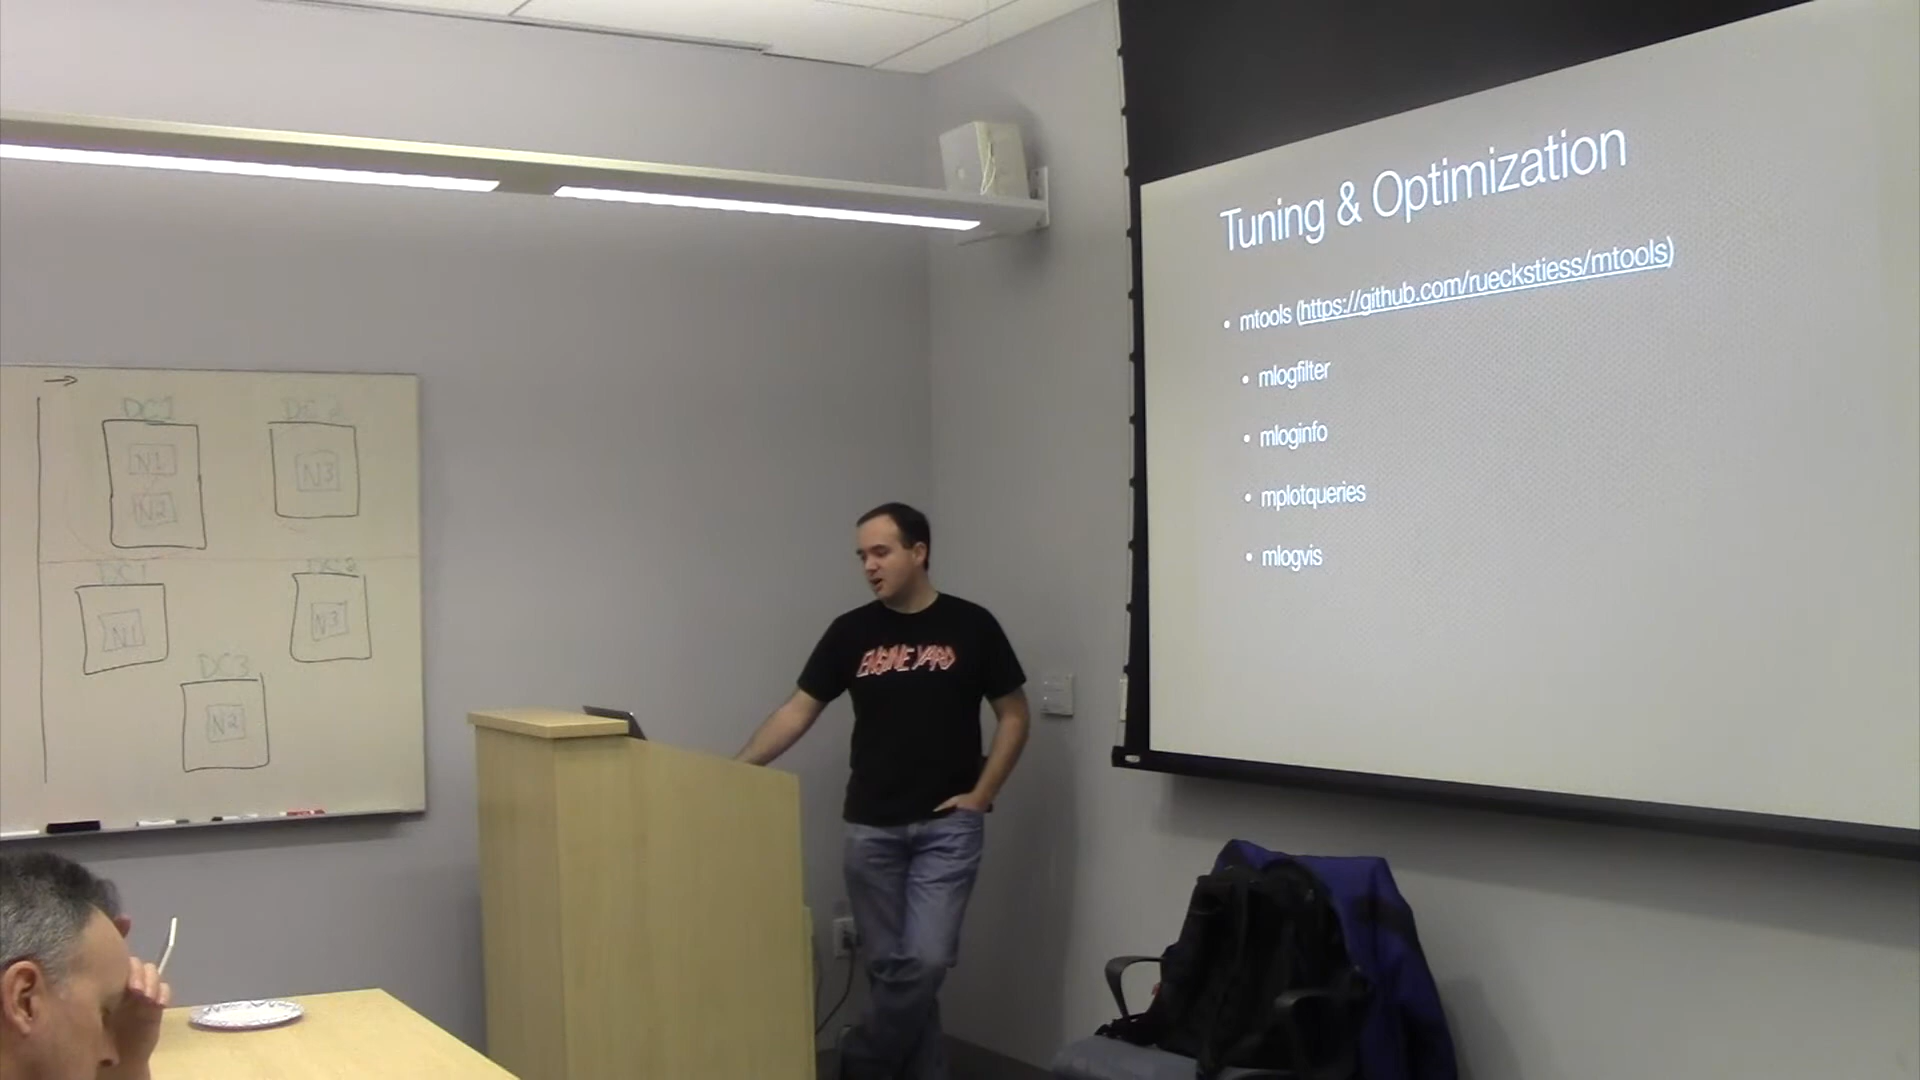 DC1
DC2
N1
N2
N3
DC1
DC2
N1
N3
DC3
N2
ENGINE YARD
Tuning & Optimization
• mtools (https://github.com/rueckstiess/mtools)
• mlogfilter
• mloginfo
• mplotqueries
• mlogvis